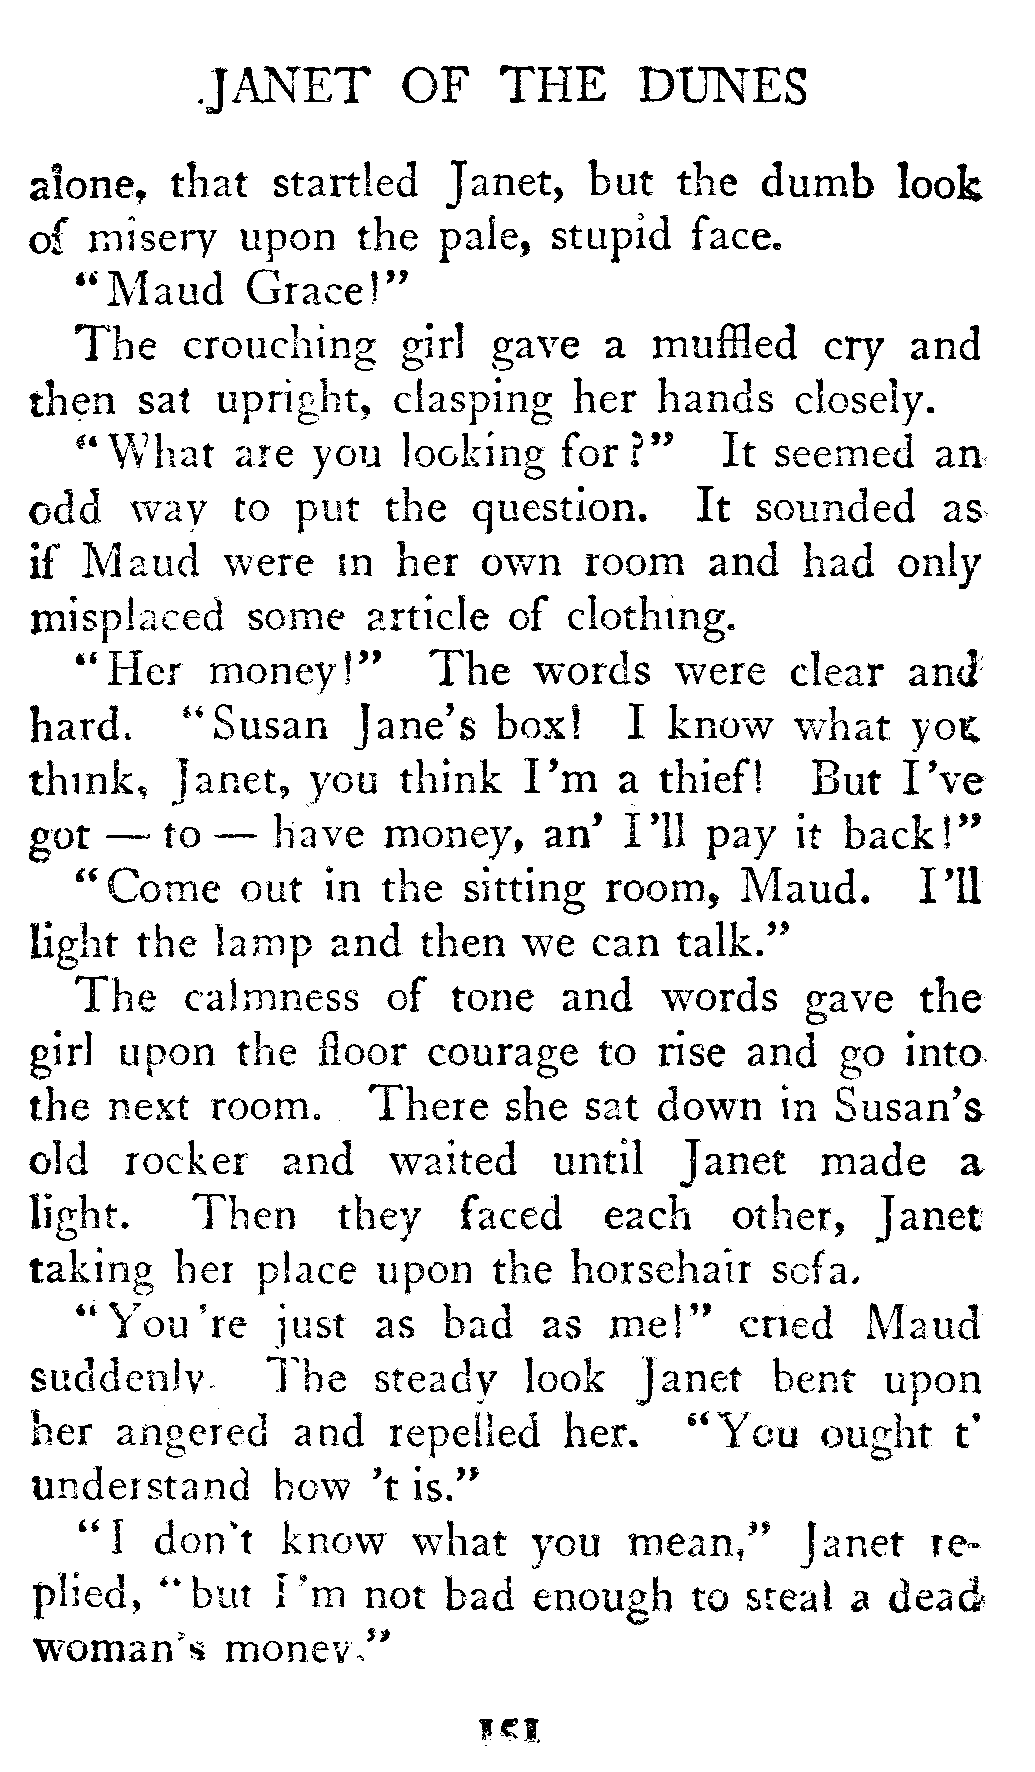 JANET OF THE DUNES
alone, that startled Janet, but the dumb look
of misery upon the pale, stupid face.
"Maud Grace!"
The crouching girl gave a muffled cry and
then sat upright, clasping her hands closely.
"What are you looking for?" It seemed an
odd way to put the question. It sounded as
if Maud were in her own room and had only
misplaced some article of clothing.
"Her money!" The words were clear and
hard. "Susan Jane's box! I know what you
think, Janet, you think I'm a thief! But I've
got — to — have money, an' I'll pay it back!"
"Come out in the sitting room, Maud. I'll
light the lamp and then we can talk."
The calmness of tone and words gave the
girl upon the floor courage to rise and go into
the next room. There she sat down in Susan's
old rocker and waited until Janet made a
light. Then they faced each other, Janet
taking her place upon the horsehair sofa.
"You're just as bad as me!" cried Maud
suddenly. The steady look Janet bent upon
her angered and repelled her. "You ought t'
understand how 't is."
"I don't know what you mean," Janet re-
plied, "but I'm not bad enough to steal a dead
woman's money."
151